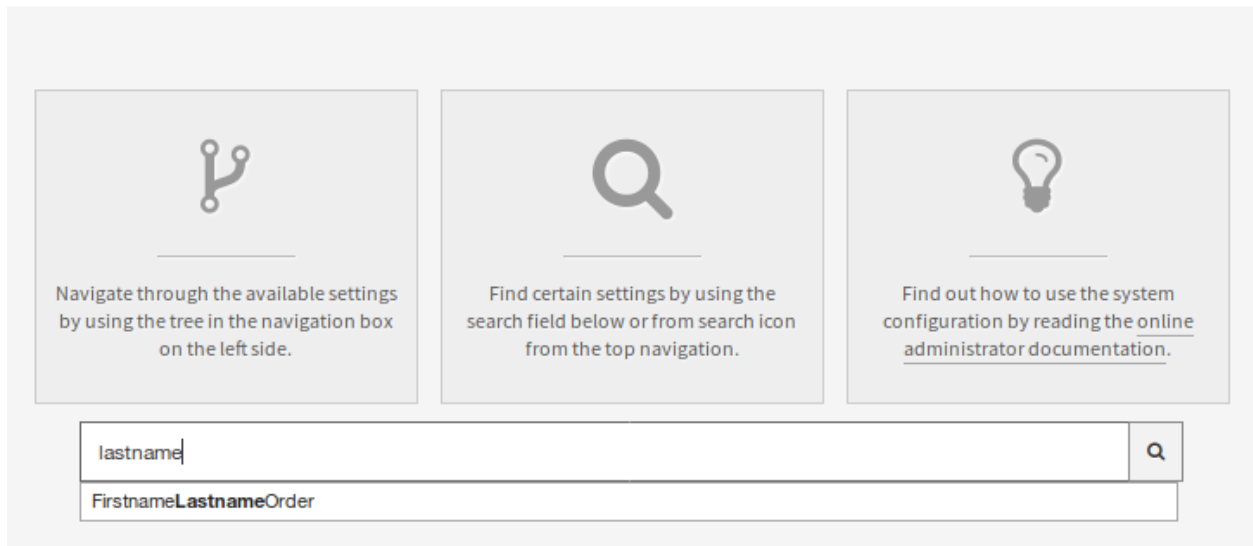 Navigate through the available settings
by using the tree in the navigation box
on the left side.
Find certain settings by using the
search field below or from search icon
from the top navigation.
Find out how to use the system
configuration by reading the online
administrator documentation.
lastname
FirstnameLastnameOrder